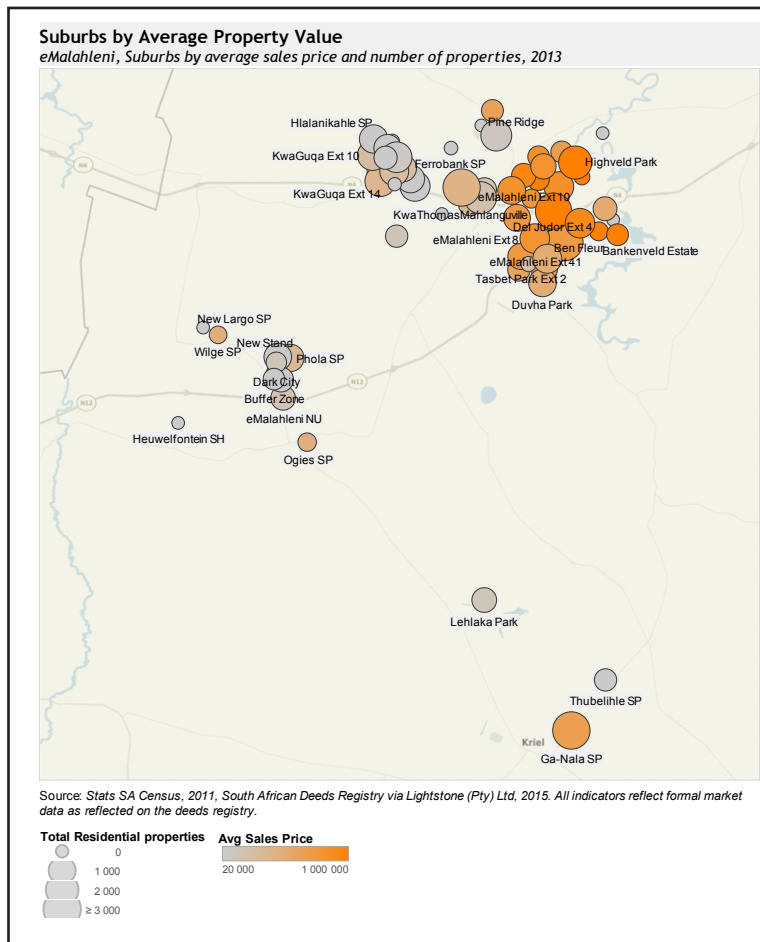 Suburbs by Average Property Value
eMalahleni, Suburbs by average sales price and number of properties, 2013
Hlalanikahle SP
Pine Ridge
KwaGuqa Ext 10
Ferrobank SP
Highveld Park
N4
N4
KwaGuqa Ext 14
eMalahleni Ext 10
N4
KwaThomasMahlanguville
Del Judor Ext 4
eMalahleni Ext 8
Ben Fleur
Bankenveld Estate
eMalahleni Ext 41
Tasbet Park Ext 2
Duvha Park
New Largo SP
Wilge SP
New Stand
Phola SP
Dark City
N12
Buffer Zone
N12
eMalahleni NU
Heuwelfontein SH
Ogies SP
Lehlaka Park
Thubelihle SP
Kriel
Ga-Nala SP
Source: Stats SA Census, 2011, South African Deeds Registry via Lightstone (Pty) Ltd, 2015. All indicators reflect formal market
data as reflected on the deeds registry.
Total Residential properties
0
1 000
2 000
≥ 3 000
Avg Sales Price
20 000 1 000 000